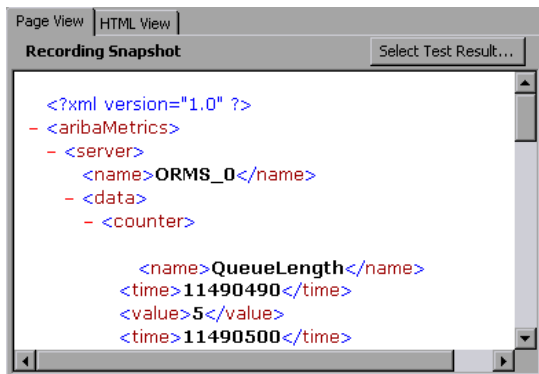 Page View HTML View
Recording Snapshot Select Test Result...
<?xml version="1.0" ?>
– <aribaMetrics>
– <server>
<name>ORMS_0</name>
– <data>
– <counter>
<name>QueueLength</name>
<time>11490490</time>
<value>5</value>
<time>11490500</time>